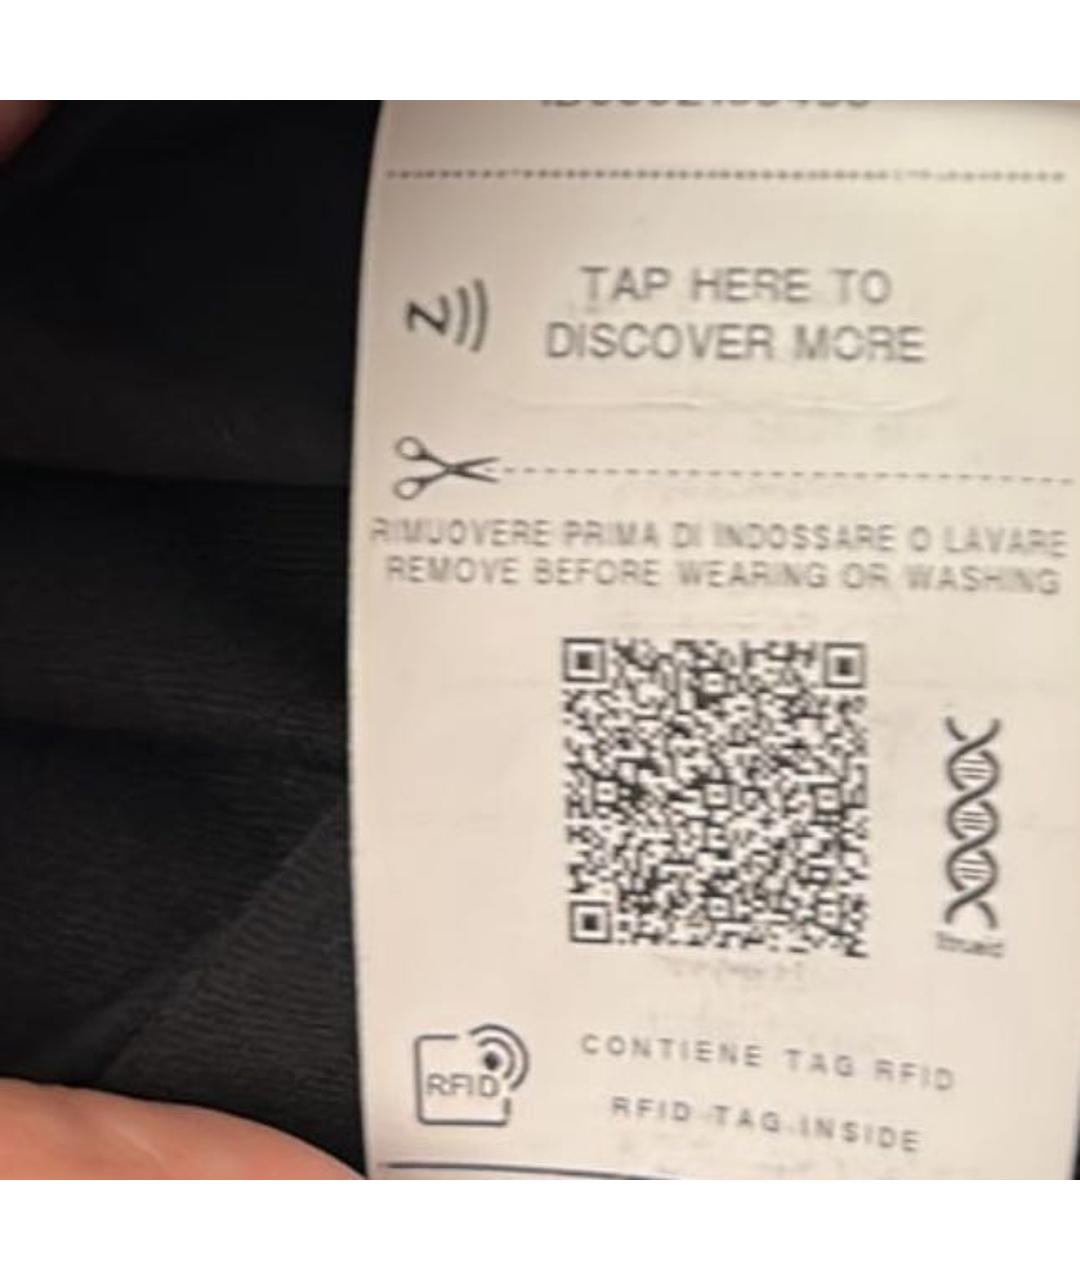 TAP HERE TO
DISCOVER MORE
RIMUOVERE PRIMA DI INDOSSARE O LAVARE
REMOVE BEFORE WEARING OR WASHING
CONTIENE TAG RFID
RFID
RFID TAG INSIDE